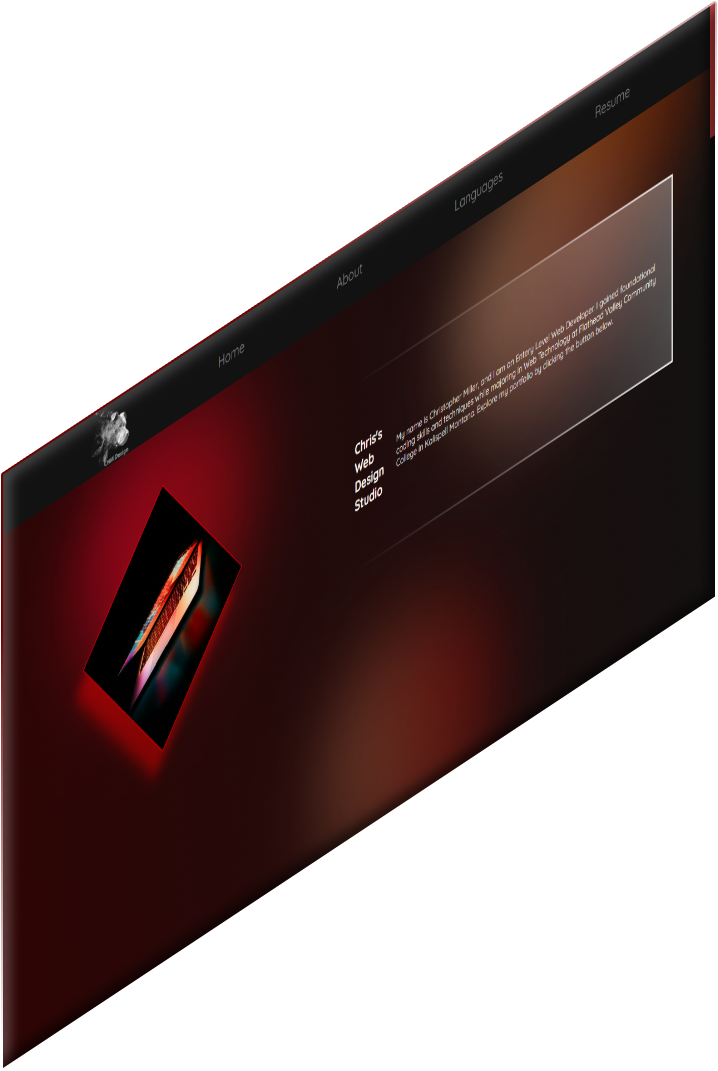 Home
About
Languages
Resume
Chris's
Web
Design
Studio
My name is Christopher Miller, and I am an Entery Level Web Developer. I gained foundational
coding skills and techniques while majoring in Web Technology at Flathead Valley Community
College in Kalispell Montana. Explore my portfolio by clicking the button below.